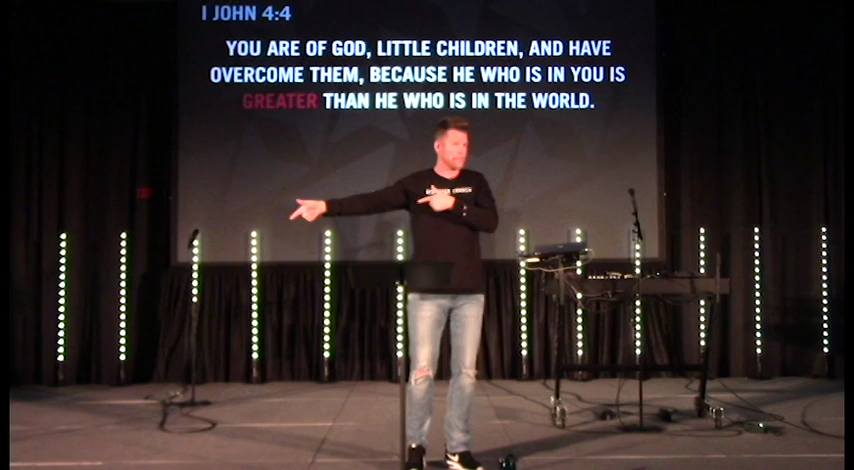 I JOHN 4:4
YOU ARE OF GOD, LITTLE CHILDREN, AND HAVE
OVERCOME THEM, BECAUSE HE WHO IS IN YOU IS
GREATER THAN HE WHO IS IN THE WORLD.
CHURCH